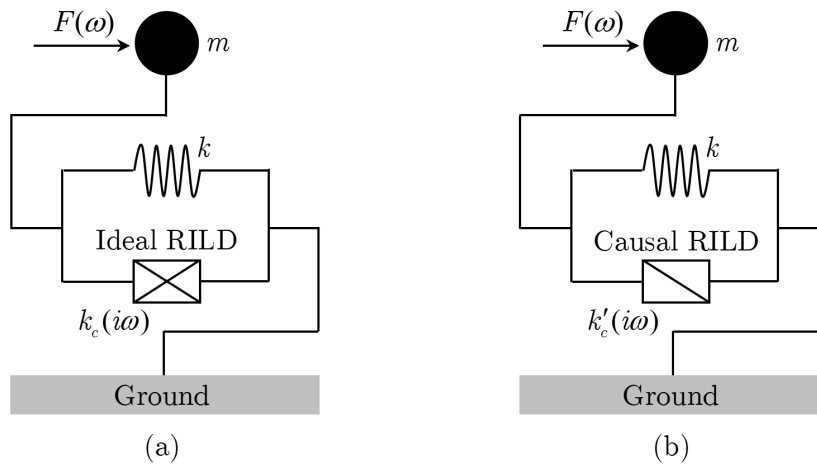 F(ω)
m
k
Ideal RILD
k_c(iω)
Ground
(a)
F(ω)
m
k
Causal RILD
k′_c(iω)
Ground
(b)